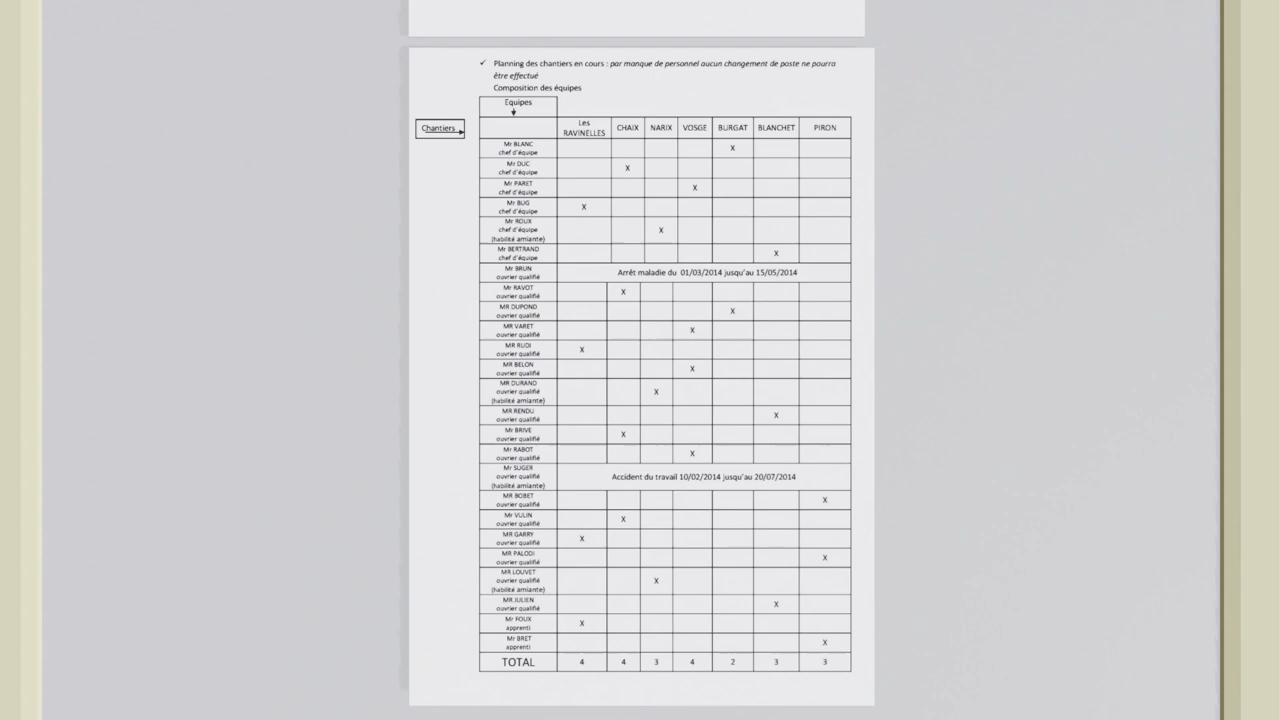 ✓ Planning des chantiers en cours : par manque de personnel aucun changement de poste ne pourra
être effectué
Composition des équipes
Equipes
Chantiers
Les RAVINELLES CHAIX NARIX VOSGE BURGAT BLANCHET PIRON
Mr BLANC
chef d'équipe X
Mr DUC
chef d'équipe X
Mr PARET
chef d'équipe X
Mr BUG
chef d'équipe X
Mr ROUX
chef d'équipe X
(habilité amiante)
Mr BERTRAND
chef d'équipe X
Mr BRUN
ouvrier qualifié Arrêt maladie du 01/03/2014 jusqu'au 15/05/2014
Mr RAVOT
ouvrier qualifié X
MR DUPOND
ouvrier qualifié X
MR VARET
ouvrier qualifié X
MR RUDI
ouvrier qualifié X
MR BELON
ouvrier qualifié X
MR DURAND
ouvrier qualifié X
(habilité amiante)
MR RENDU
ouvrier qualifié X
Mr BRIVE
ouvrier qualifié X
Mr RABOT
ouvrier qualifié X
Mr SUGER
ouvrier qualifié Accident du travail 10/02/2014 jusqu'au 20/07/2014
(habilité amiante)
MR BOBET
ouvrier qualifié X
Mr VULIN
ouvrier qualifié X
MR GARRY
ouvrier qualifié X
MR PALODI
ouvrier qualifié X
MR LOUVET
ouvrier qualifié X
(habilité amiante)
MR JULIEN
ouvrier qualifié X
Mr FOUX
apprenti X
Mr BRET
apprenti X
TOTAL 4 4 3 4 2 3 3